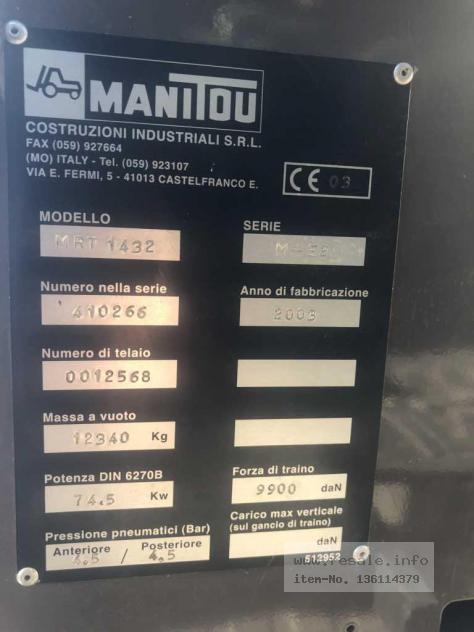 MANITOU
COSTRUZIONI INDUSTRIALI S.R.L.
FAX (059) 927664
(MO) ITALY - Tel. (059) 923107
VIA E. FERMI, 5 - 41013 CASTELFRANCO E.
CE 03
MODELLO
MRT 1432
SERIE
Numero nella serie
410266
Anno di fabbricazione
2003
Numero di telaio
0012568
Massa a vuoto
12340 Kg
Potenza DIN 6270B
74.5 Kw
Forza di traino
9900 daN
Pressione pneumatici (Bar)
Anteriore / Posteriore
4.5 4.5
Carico max verticale
(sul gancio di traino)
daN
512952
www.resale.info
item-No. 136114379